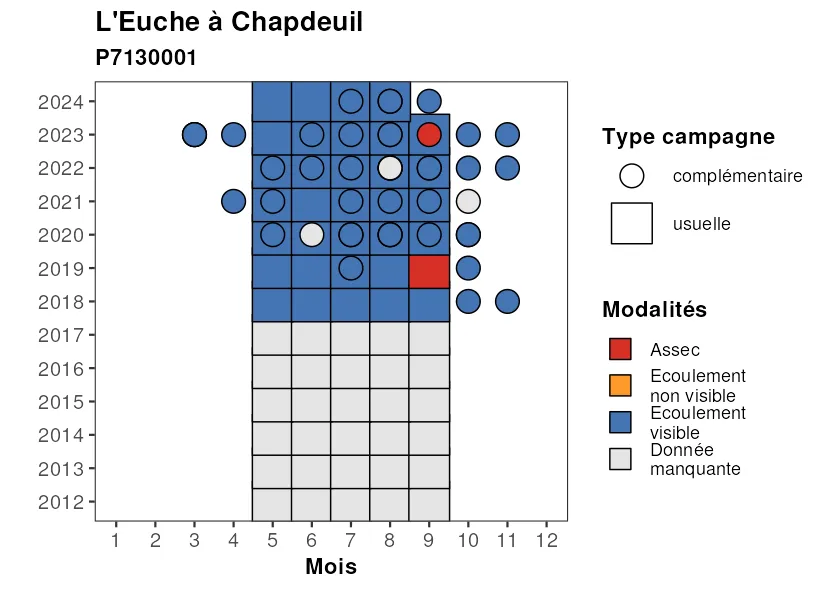 L'Euche à Chapdeuil
P7130001
2024
2023
2022
2021
2020
2019
2018
2017
2016
2015
2014
2013
2012
1 2 3 4 5 6 7 8 9 10 11 12
Mois
Type campagne
complémentaire
usuelle
Modalités
Assec
Ecoulement
non visible
Ecoulement
visible
Donnée
manquante